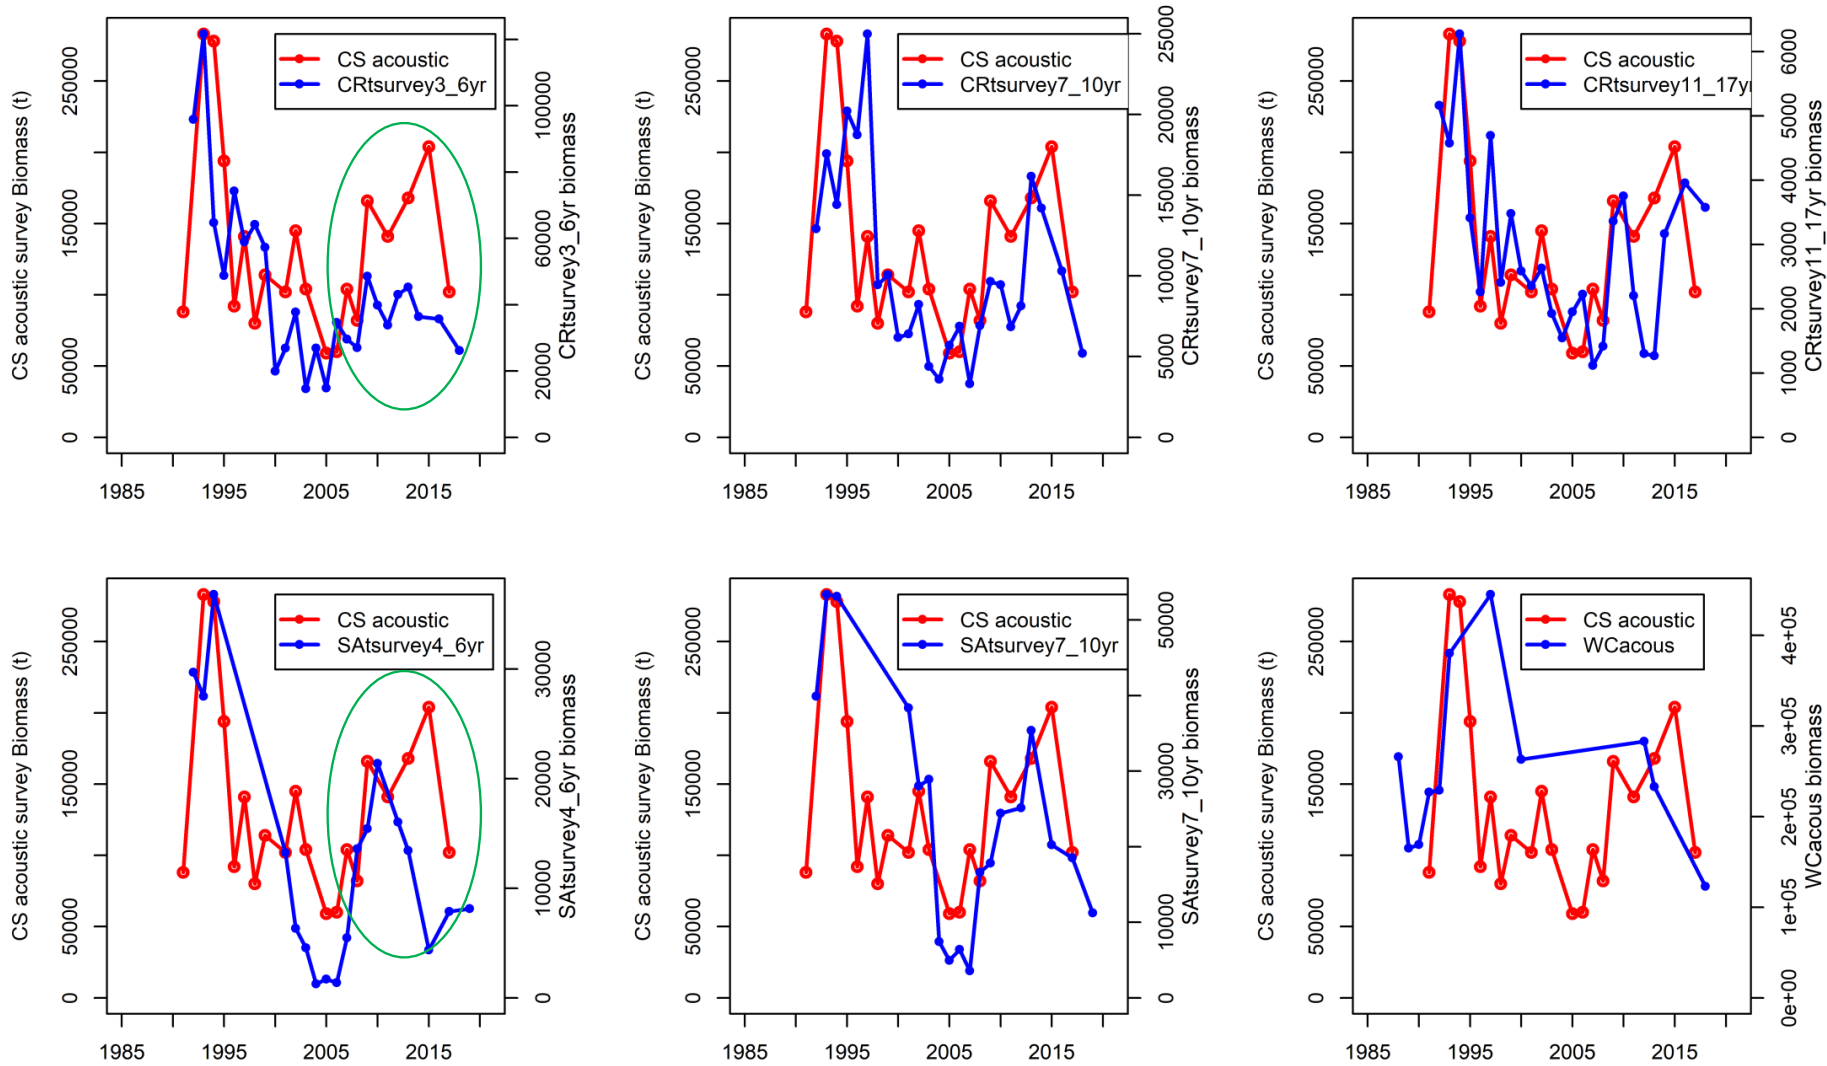 CS acoustic survey Biomass (t)
0
50000
150000
250000
CS acoustic
CRtsurvey3_6yr
0
20000
60000
100000
CRtsurvey3_6yr biomass
1985
1995
2005
2015
CS acoustic survey Biomass (t)
0
50000
150000
250000
CS acoustic
CRtsurvey7_10yr
0
5000
10000
15000
20000
25000
CRtsurvey7_10yr biomass
1985
1995
2005
2015
CS acoustic survey Biomass (t)
0
50000
150000
250000
CS acoustic
CRtsurvey11_17yr
0
1000
2000
3000
4000
5000
6000
CRtsurvey11_17yr biomass
1985
1995
2005
2015
CS acoustic survey Biomass (t)
0
50000
150000
250000
CS acoustic
SAtsurvey4_6yr
0
10000
20000
30000
SAtsurvey4_6yr biomass
1985
1995
2005
2015
CS acoustic survey Biomass (t)
0
50000
150000
250000
CS acoustic
SAtsurvey7_10yr
0
10000
30000
50000
SAtsurvey7_10yr biomass
1985
1995
2005
2015
CS acoustic survey Biomass (t)
0
50000
150000
250000
CS acoustic
WCacous
0e+00
1e+05
2e+05
3e+05
4e+05
WCacous biomass
1985
1995
2005
2015